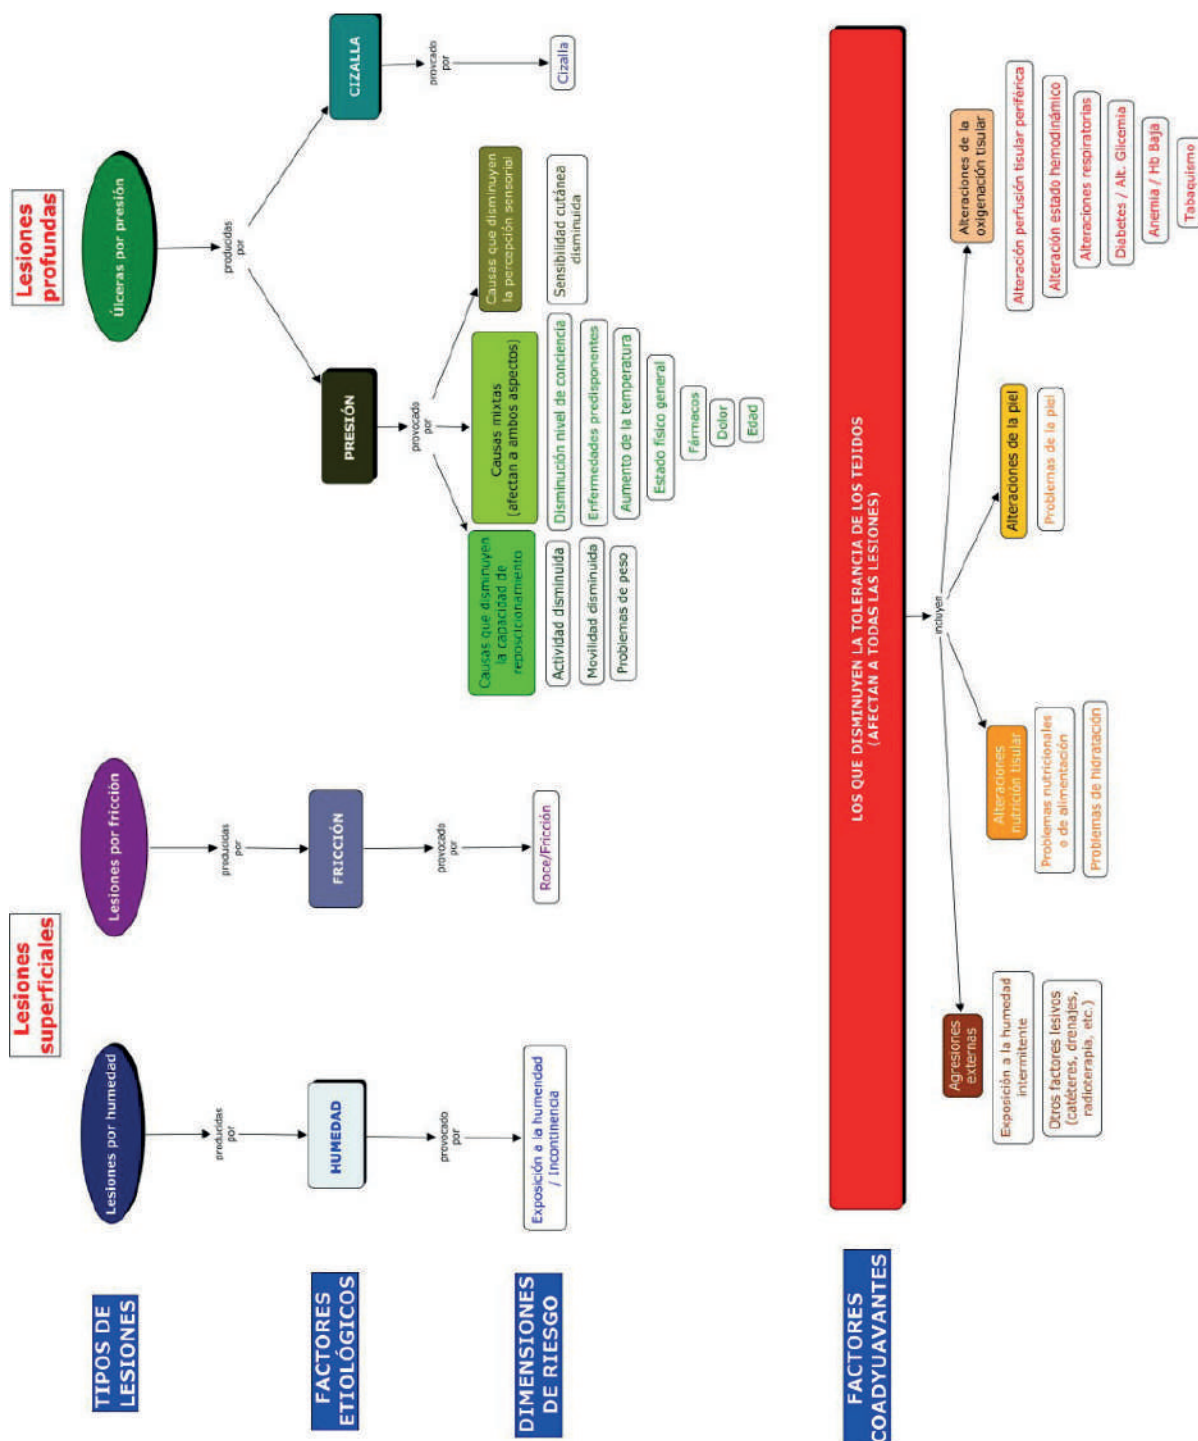 Lesiones
superficiales
Lesiones
profundas
TIPOS DE
LESIONES
Lesiones por humedad
Lesiones por fricción
Úlceras por presión
producidas
por
producidas
por
producidas
por
FACTORES
ETIOLÓGICOS
HUMEDAD
FRICCIÓN
PRESIÓN
CIZALLA
provocado
por
provocado
por
provocado
por
provocado
por
DIMENSIONES
DE RIESGO
Exposición a la humendad
/ Incontinencia
Roce/Fricción
Causas que disminuyen
la capacidad de
reposcicionamiento
Actividad disminuida
Movilidad disminuida
Problemas de peso
Causas mixtas
(afectan a ambos aspectos)
Disminución nivel de conciencia
Enfermedades predisponentes
Aumento de la temperatura
Estado físico general
Fármacos
Dolor
Edad
Causas que disminuyen
la percepción sensorial
Sensibilidad cutánea
disminuida
Cizalla
FACTORES
COADYUAVANTES
LOS QUE DISMINUYEN LA TOLERANCIA DE LOS TEJIDOS
(AFECTAN A TODAS LAS LESIONES)
incluyen
Agresiones
externas
Exposición a la humedad
intermitente
Otros factores lesivos
(catéteres, drenajes,
radioterapia, etc.)
Alteraciones
nutrición tisular
Problemas nutricionales
o de alimentación
Problemas de hidratación
Alteraciones de la piel
Problemas de la piel
Alteraciones de la
oxigenación tisular
Alteración perfusión tisular periférica
Alteración estado hemodinámico
Alteraciones respiratorias
Diabetes / Alt. Glicemia
Anemia / Hb Baja
Tabaquismo